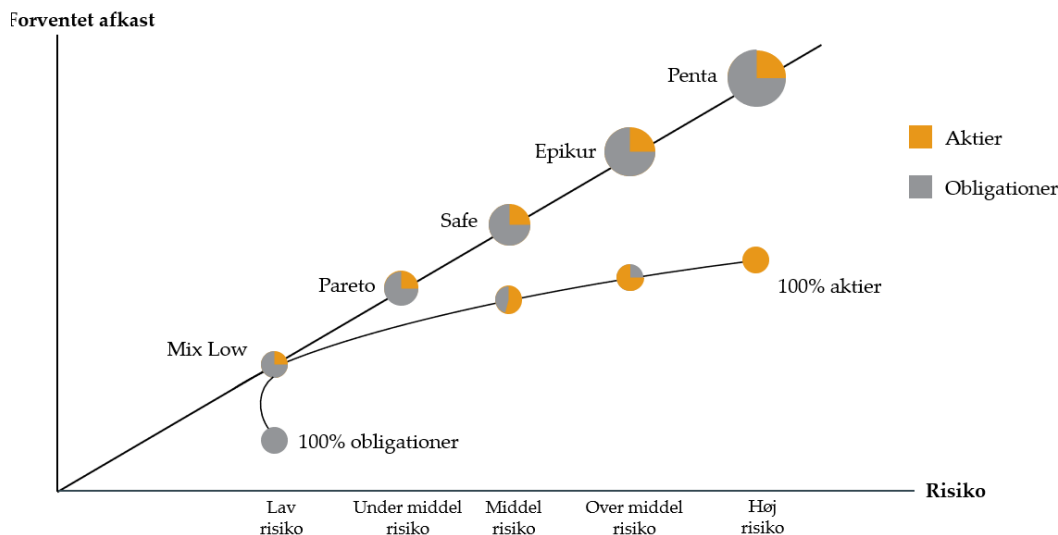 Forventet afkast
Penta
Aktier
Epikur
Obligationer
Safe
Pareto
100% aktier
Mix Low
100% obligationer
Risiko
Lav
risiko
Under middel
risiko
Middel
risiko
Over middel
risiko
Høj
risiko